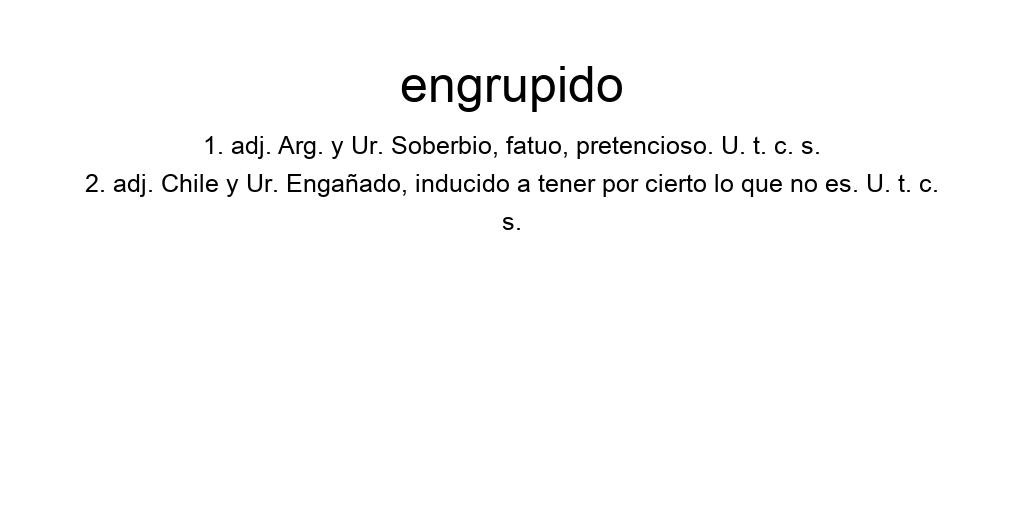 engrupido
1. adj. Arg. y Ur. Soberbio, fatuo, pretencioso. U. t. c. s.
2. adj. Chile y Ur. Engañado, inducido a tener por cierto lo que no es. U. t. c.
s.